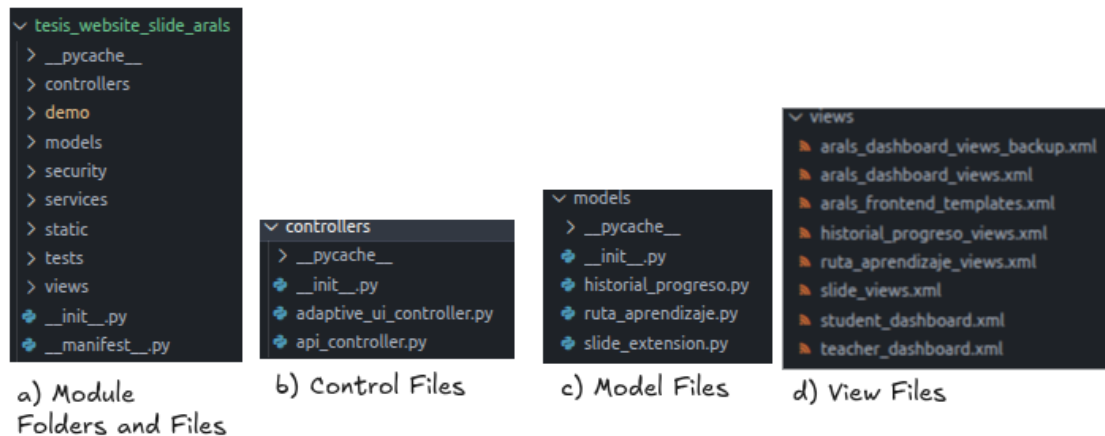 tesis_website_slide_arals
__pycache__
controllers
demo
models
security
services
static
tests
views
__init__.py
__manifest__.py
a) Module
Folders and Files
controllers
__pycache__
__init__.py
adaptive_ui_controller.py
api_controller.py
b) Control Files
models
__pycache__
__init__.py
historial_progreso.py
ruta_aprendizaje.py
slide_extension.py
c) Model Files
views
arals_dashboard_views_backup.xml
arals_dashboard_views.xml
arals_frontend_templates.xml
historial_progreso_views.xml
ruta_aprendizaje_views.xml
slide_views.xml
student_dashboard.xml
teacher_dashboard.xml
d) View Files